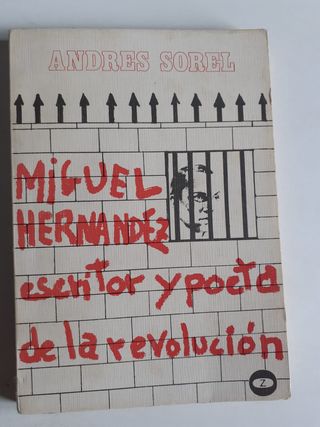 ANDRES SOREL
MiGUEL
HERNANDEZ
escritor y poeta
de la revolución
Z